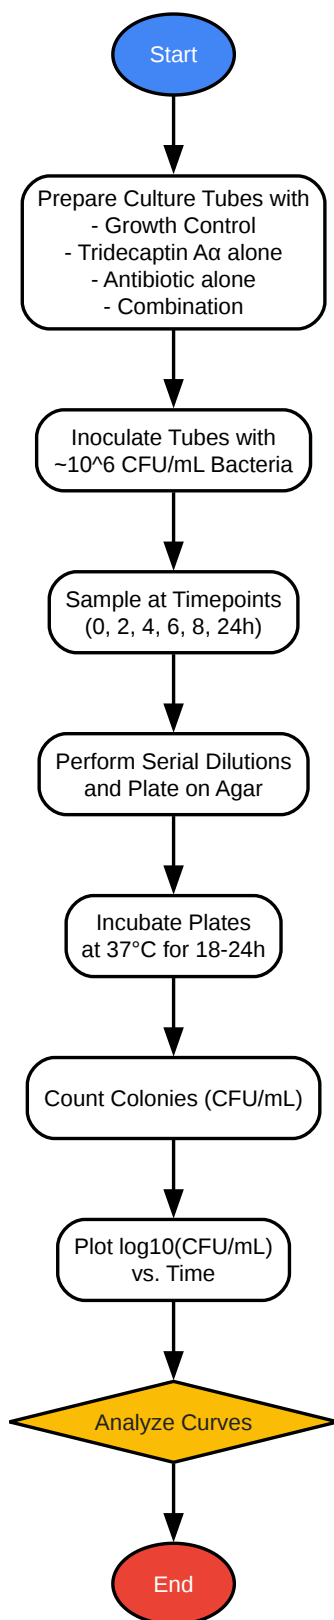 Start
Prepare Culture Tubes with
- Growth Control
- Tridecaptin Aα alone
- Antibiotic alone
- Combination
Inoculate Tubes with
~10^6 CFU/mL Bacteria
Sample at Timepoints
(0, 2, 4, 6, 8, 24h)
Perform Serial Dilutions
and Plate on Agar
Incubate Plates
at 37°C for 18-24h
Count Colonies (CFU/mL)
Plot log10(CFU/mL)
vs. Time
Analyze Curves
End